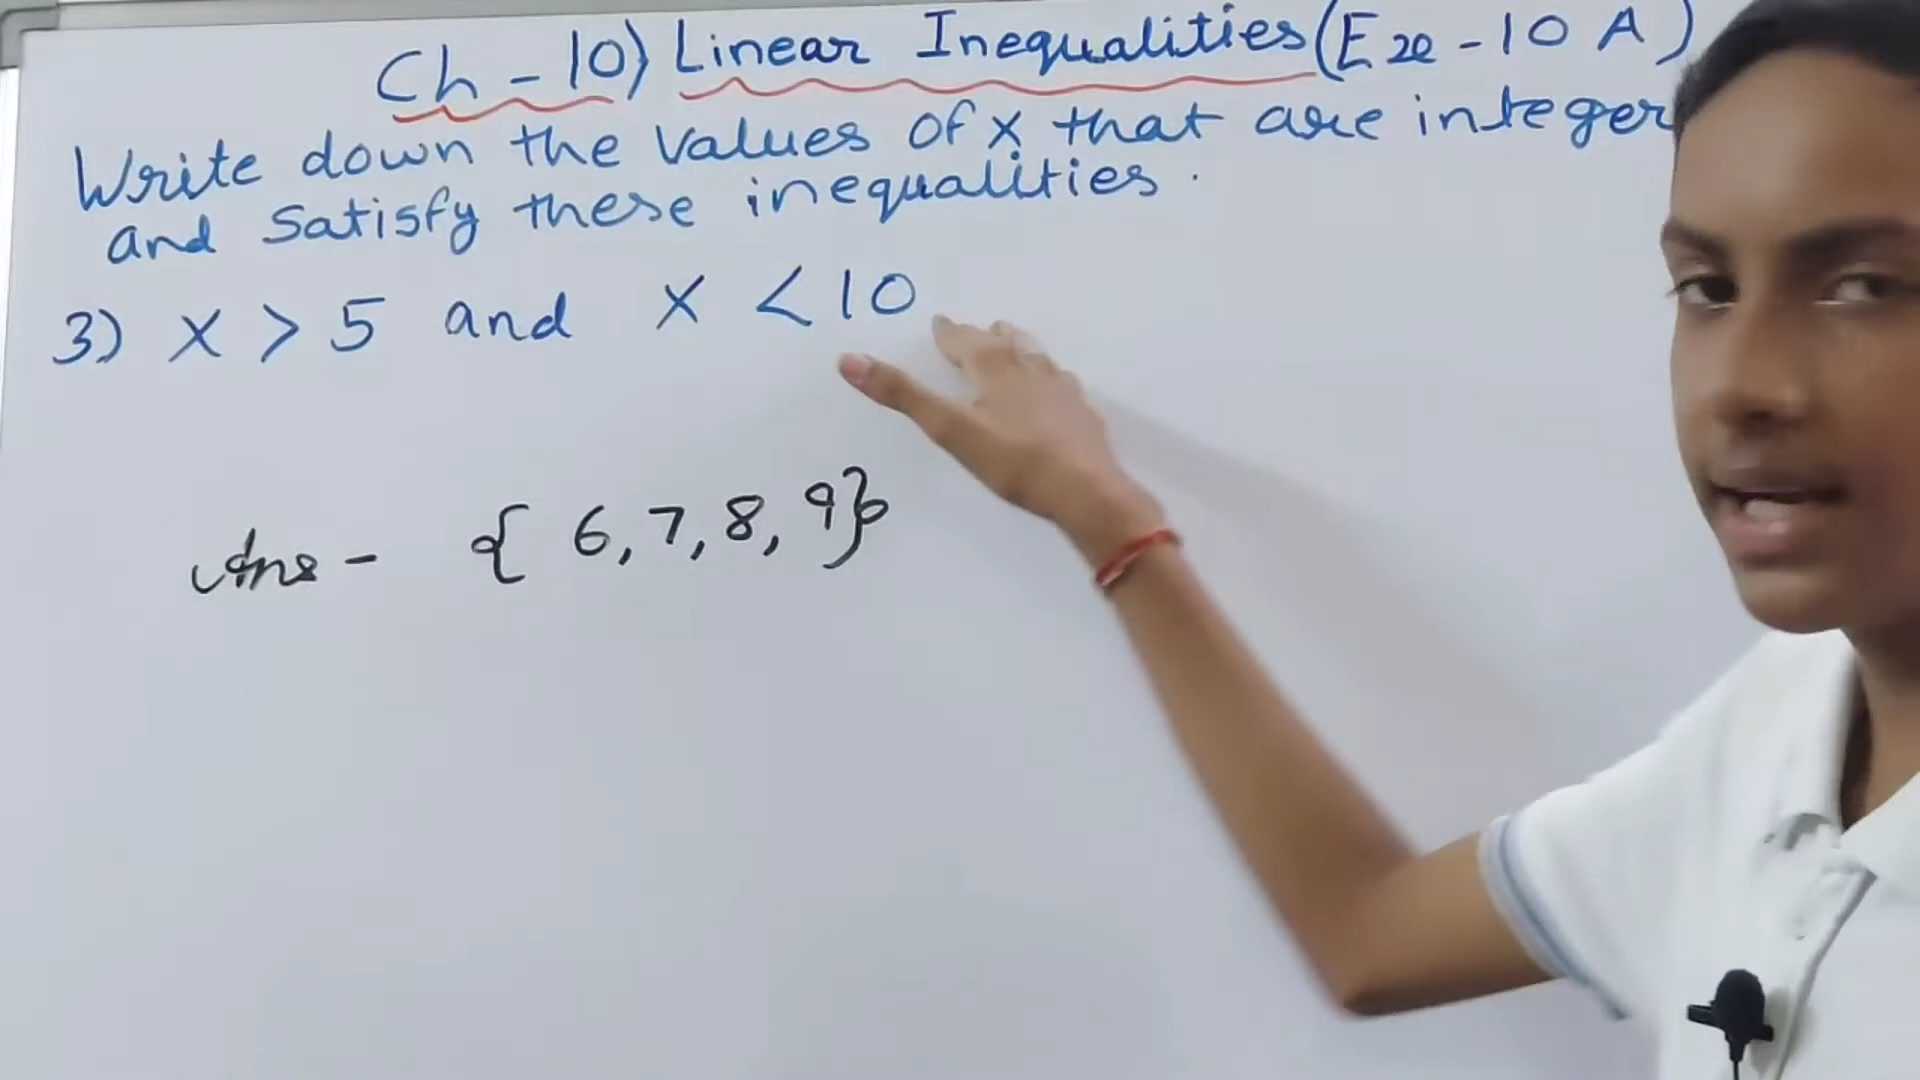 Ch - 10) Linear Inequalities (Ex - 10 A)
Write down the values of x that are integer
and satisfy these inequalities.
3) x > 5 and x < 10
Ans - { 6, 7, 8, 9}